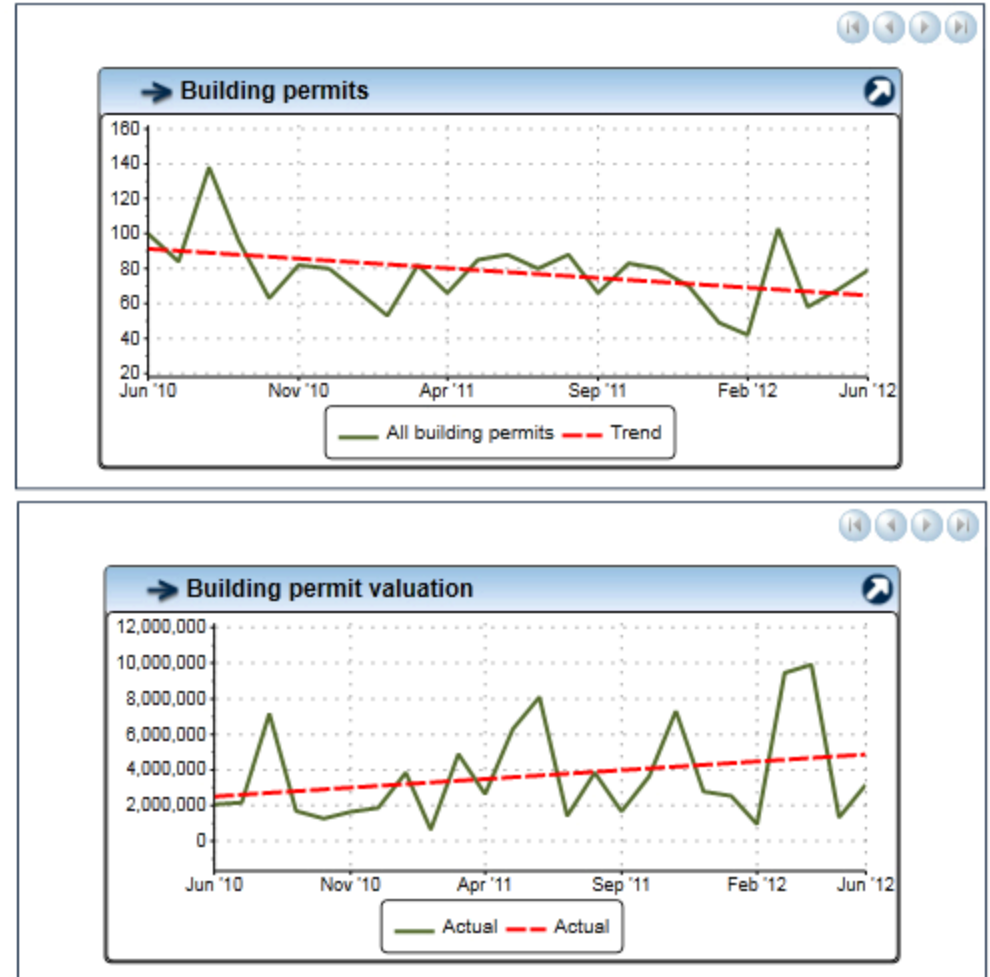 Building permits
160
140
120
100
80
60
40
20
Jun '10 Nov '10 Apr '11 Sep '11 Feb '12 Jun '12
All building permits Trend
Building permit valuation
12,000,000
10,000,000
8,000,000
6,000,000
4,000,000
2,000,000
0
Jun '10 Nov '10 Apr '11 Sep '11 Feb '12 Jun '12
Actual Actual